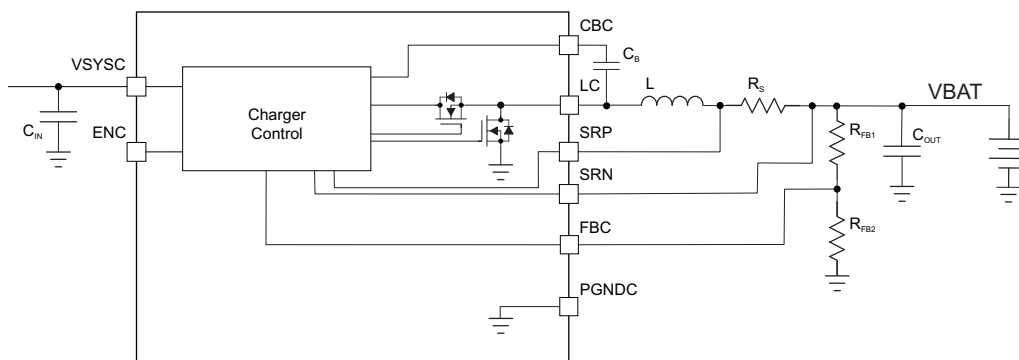 CBC
C_B
VSYSC
LC
L
R_S
VBAT
Charger
Control
C_IN
ENC
SRP
R_FB1
C_OUT
SRN
FBC
R_FB2
PGNDC